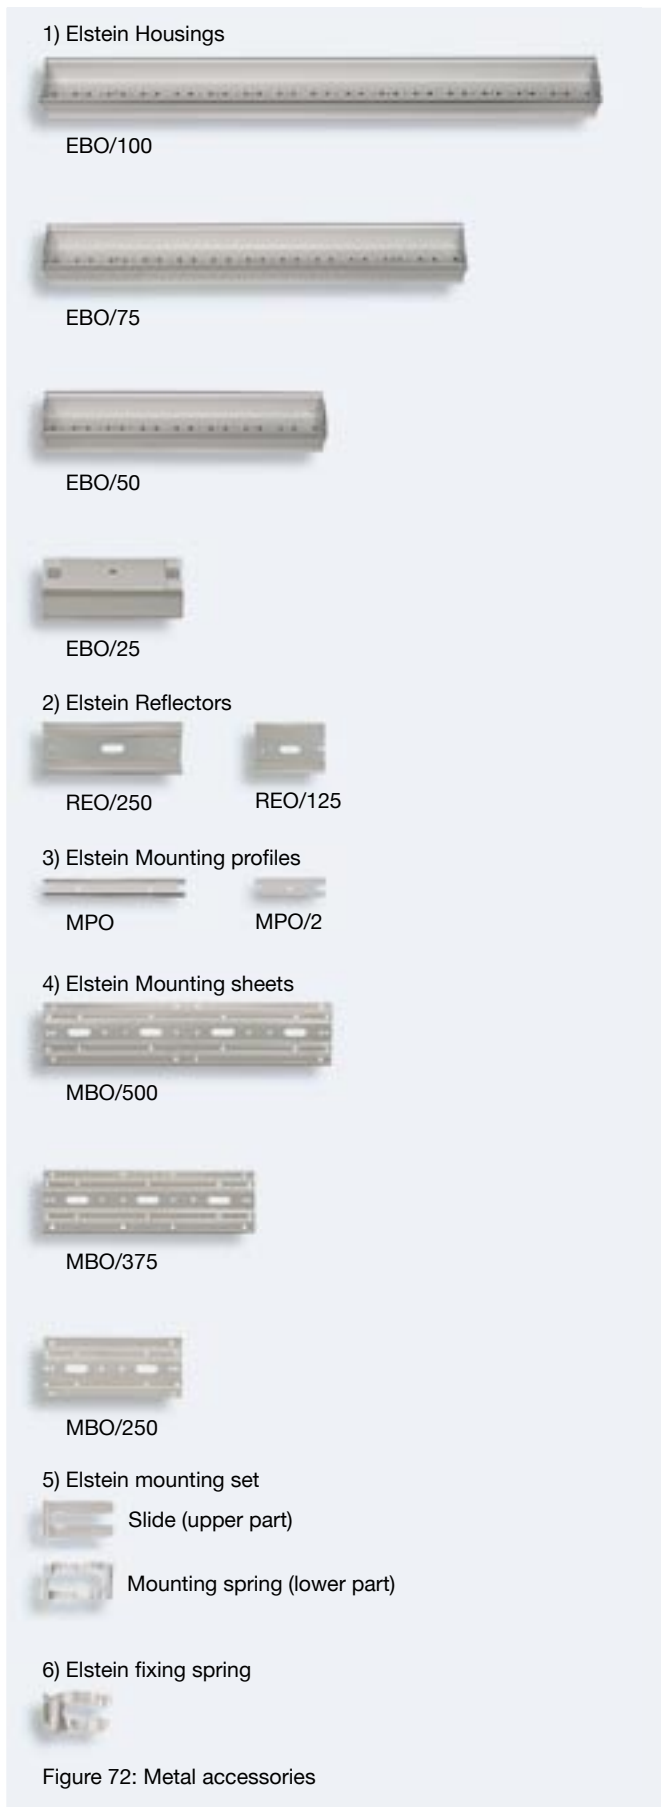 1) Elstein Housings
EBO/100
EBO/75
EBO/50
EBO/25
2) Elstein Reflectors
REO/250
REO/125
3) Elstein Mounting profiles
MPO
MPO/2
4) Elstein Mounting sheets
MBO/500
MBO/375
MBO/250
5) Elstein mounting set
Slide (upper part)
Mounting spring (lower part)
6) Elstein fixing spring
Figure 72: Metal accessories